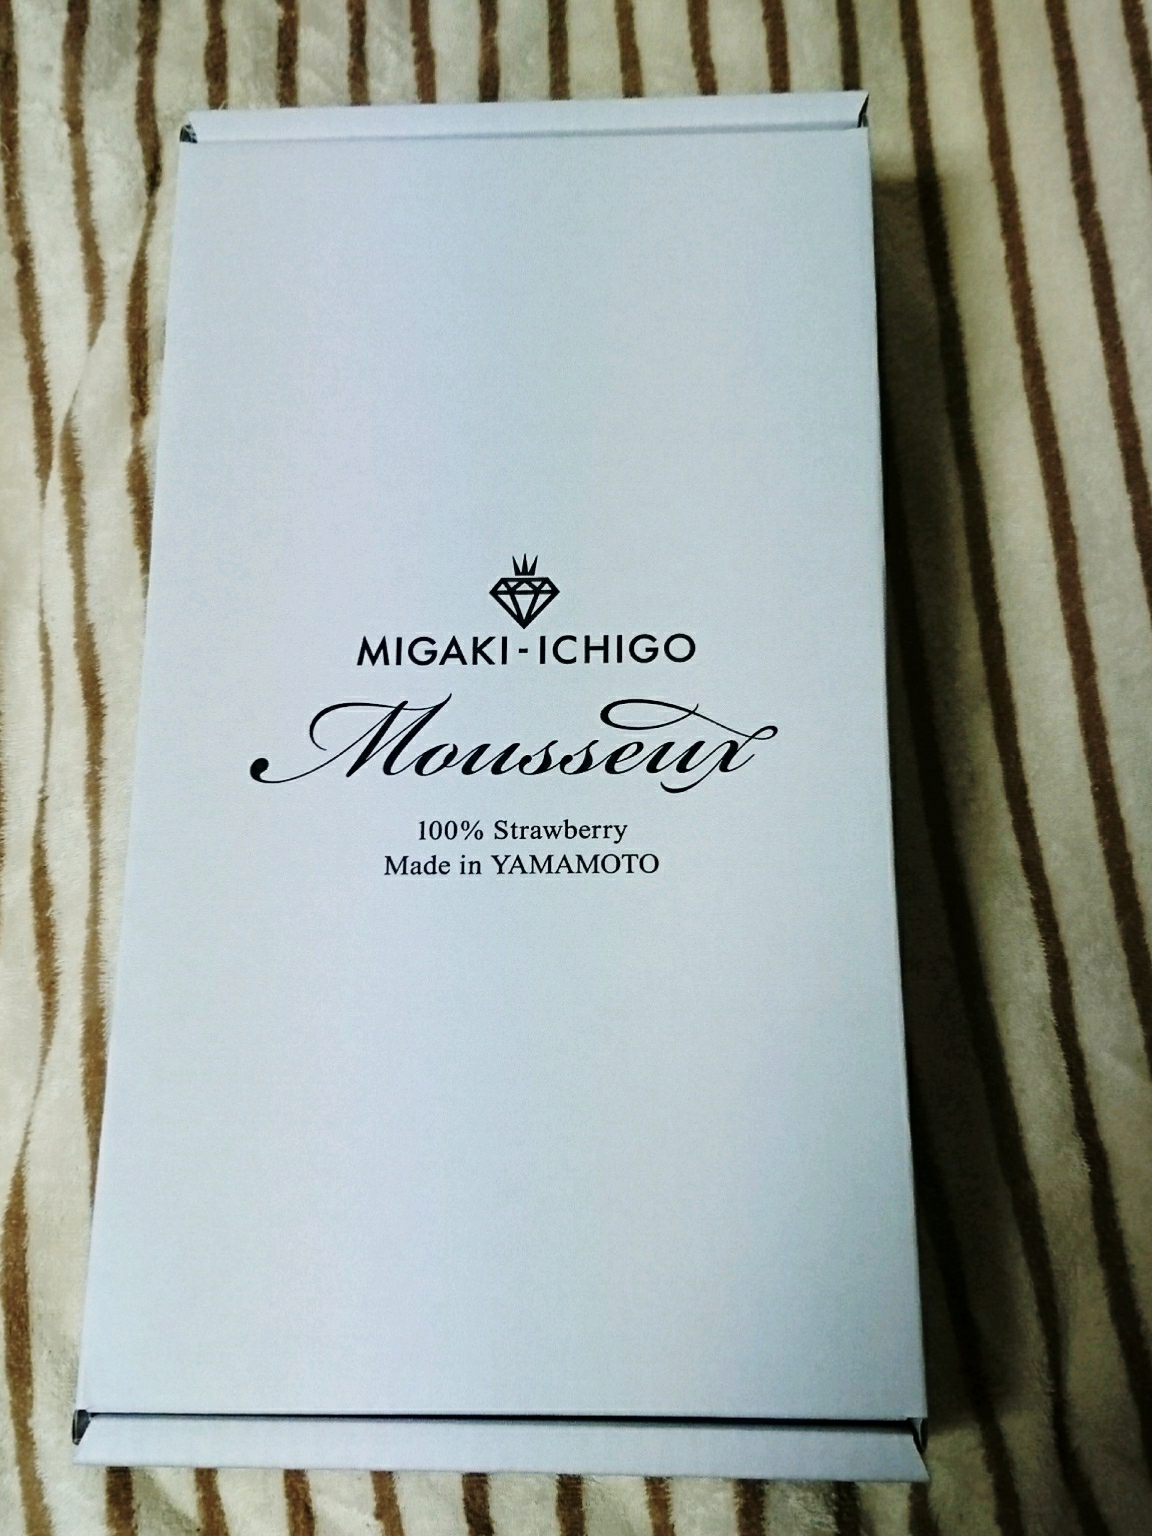 MIGAKI-ICHIGO
Mousseux
100% Strawberry
Made in YAMAMOTO